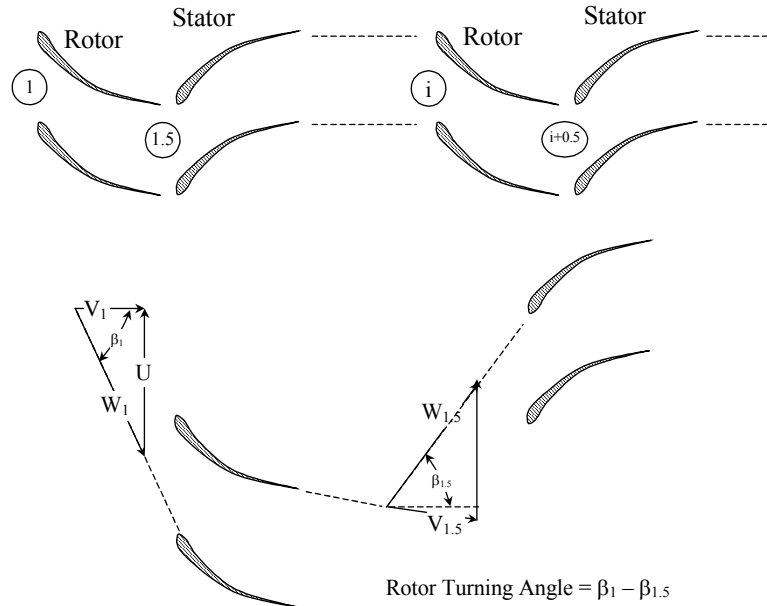 Rotor
Stator
Rotor
Stator
1
i
1.5
i+0.5
V1
β1
U
W1
W1.5
β1.5
V1.5
Rotor Turning Angle = β1 – β1.5